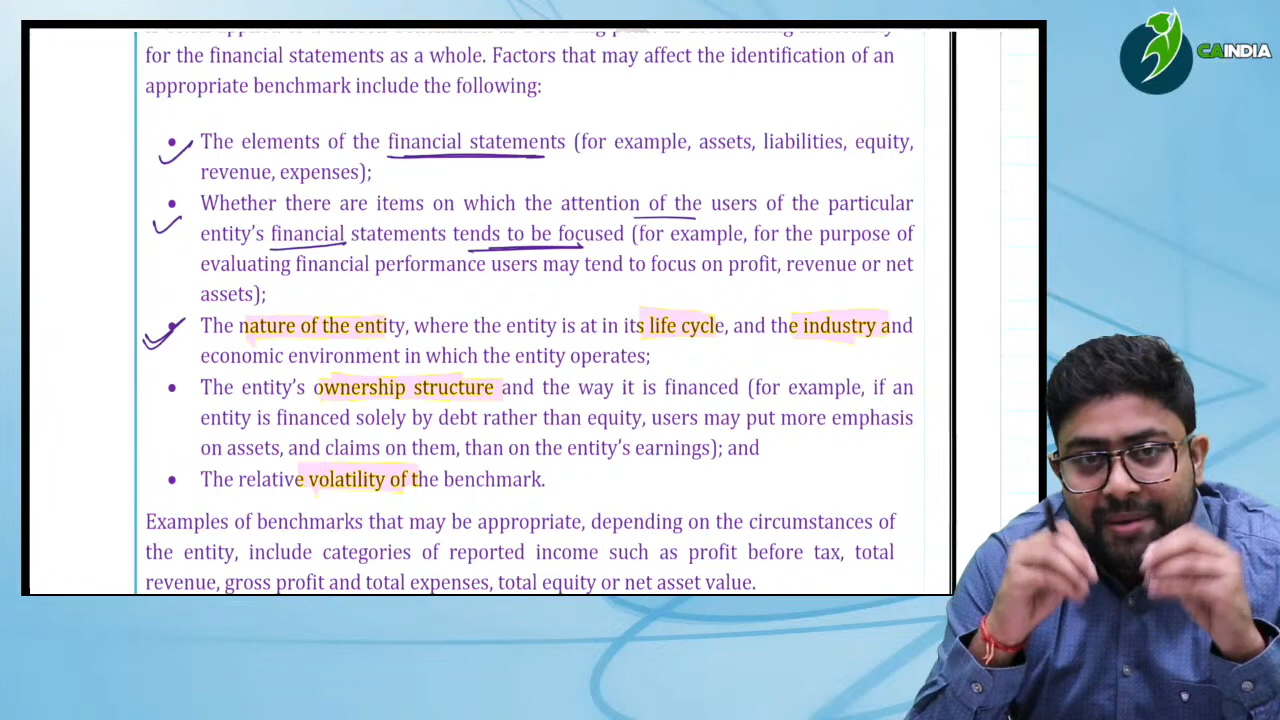 for the financial statements as a whole. Factors that may affect the identification of an
appropriate benchmark include the following:
• The elements of the financial statements (for example, assets, liabilities, equity,
revenue, expenses);
• Whether there are items on which the attention of the users of the particular
entity's financial statements tends to be focused (for example, for the purpose of
evaluating financial performance users may tend to focus on profit, revenue or net
assets);
• The nature of the entity, where the entity is at in its life cycle, and the industry and
economic environment in which the entity operates;
• The entity's ownership structure and the way it is financed (for example, if an
entity is financed solely by debt rather than equity, users may put more emphasis
on assets, and claims on them, than on the entity's earnings); and
• The relative volatility of the benchmark.
Examples of benchmarks that may be appropriate, depending on the circumstances of
the entity, include categories of reported income such as profit before tax, total
revenue, gross profit and total expenses, total equity or net asset value.
CAINDIA